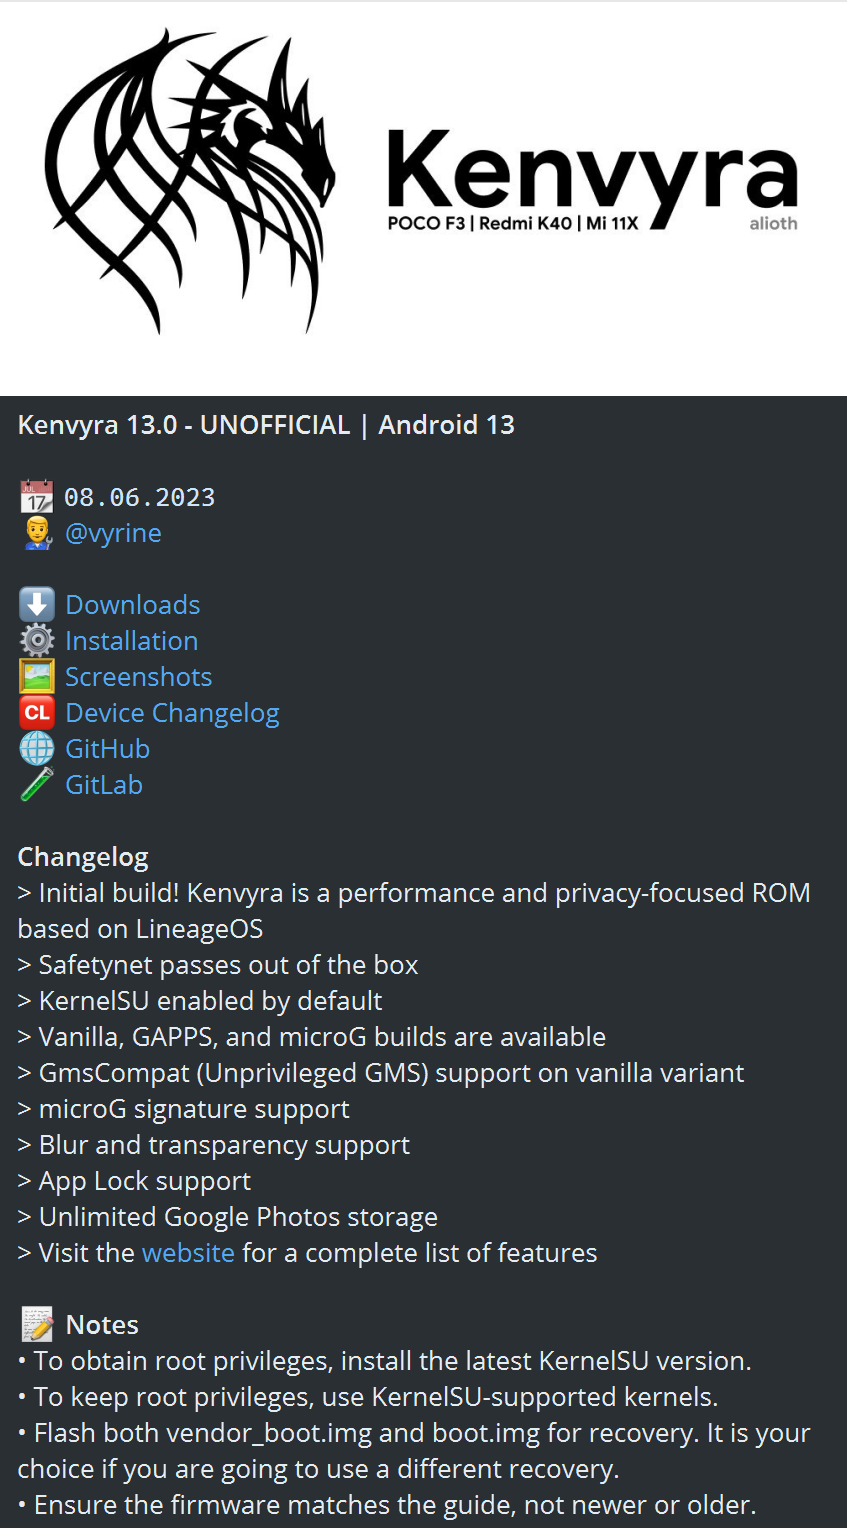 Kenvyra
POCO F3 | Redmi K40 | Mi 11X
alioth
Kenvyra 13.0 - UNOFFICIAL | Android 13
JUL
17
08.06.2023
@vyrine
Downloads
Installation
Screenshots
CL Device Changelog
GitHub
GitLab
Changelog
> Initial build! Kenvyra is a performance and privacy-focused ROM
based on LineageOS
> Safetynet passes out of the box
> KernelSU enabled by default
> Vanilla, GAPPS, and microG builds are available
> GmsCompat (Unprivileged GMS) support on vanilla variant
> microG signature support
> Blur and transparency support
> App Lock support
> Unlimited Google Photos storage
> Visit the website for a complete list of features
Notes
• To obtain root privileges, install the latest KernelSU version.
• To keep root privileges, use KernelSU-supported kernels.
• Flash both vendor_boot.img and boot.img for recovery. It is your
choice if you are going to use a different recovery.
• Ensure the firmware matches the guide, not newer or older.